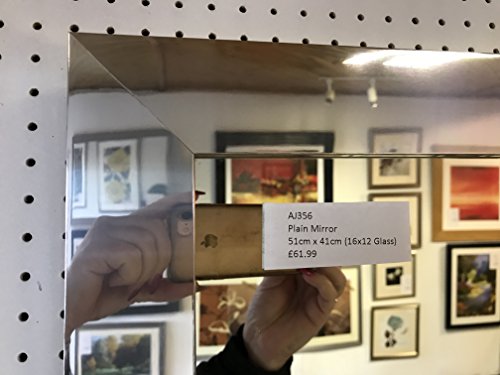 AJ356
Plain Mirror
51cm x 41cm (16x12 Glass)
£61.99